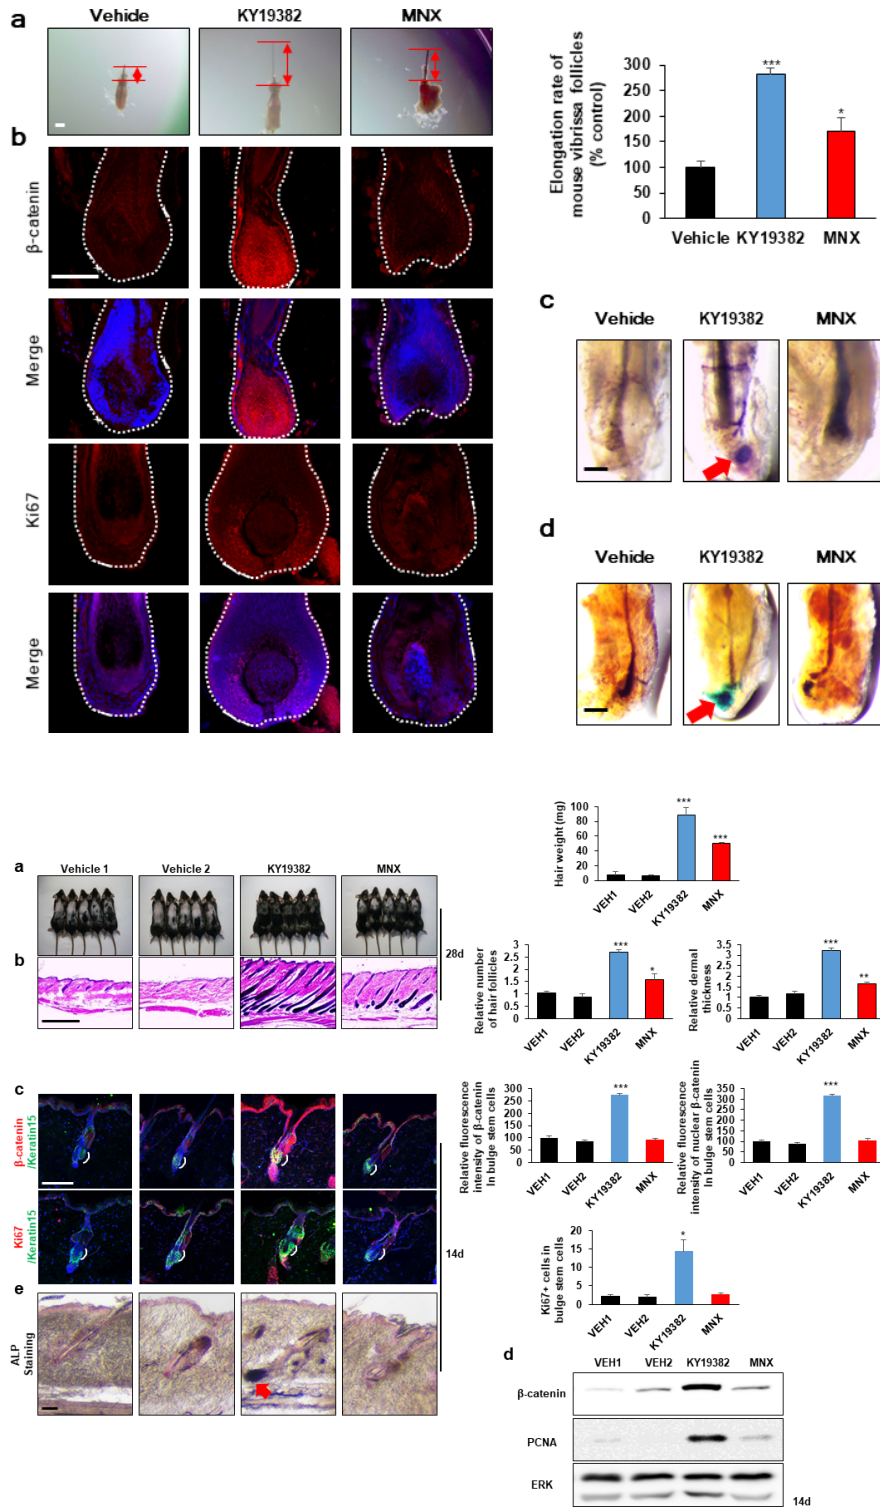 a
Vehicle
KY19382
MNX
Elongation rate of
mouse vibrissa follicles
(% control)
300
250
200
150
100
50
0
***
*
Vehicle
KY19382
MNX
b
β-catenin
Merge
Ki67
Merge
c
Vehicle
KY19382
MNX
d
Vehicle
KY19382
MNX
Hair weight (mg)
100
80
60
40
20
0
***
***
VEH1
VEH2
KY19382
MNX
a
Vehicle 1
Vehicle 2
KY19382
MNX
28d
b
Relative number
of hair follicles
3
2.5
2
1.5
1
0.5
0
***
*
VEH1
VEH2
KY19382
MNX
Relative dermal
thickness
3.5
3
2.5
2
1.5
1
0.5
0
***
**
VEH1
VEH2
KY19382
MNX
c
β-catenin
/Keratin15
Ki67
/Keratin15
14d
Relative fluorescence
intensity of β-catenin
In bulge stem cells
300
250
200
150
100
50
0
***
VEH1
VEH2
KY19382
MNX
Relative fluorescence
intensity of nuclear β-catenin
In bulge stem cells
350
300
250
200
150
100
50
0
***
VEH1
VEH2
KY19382
MNX
Ki67+ cells in
bulge stem cells
20
15
10
5
0
*
VEH1
VEH2
KY19382
MNX
e
ALP
Staining
d
VEH1
VEH2
KY19382
MNX
β-catenin
PCNA
ERK
14d